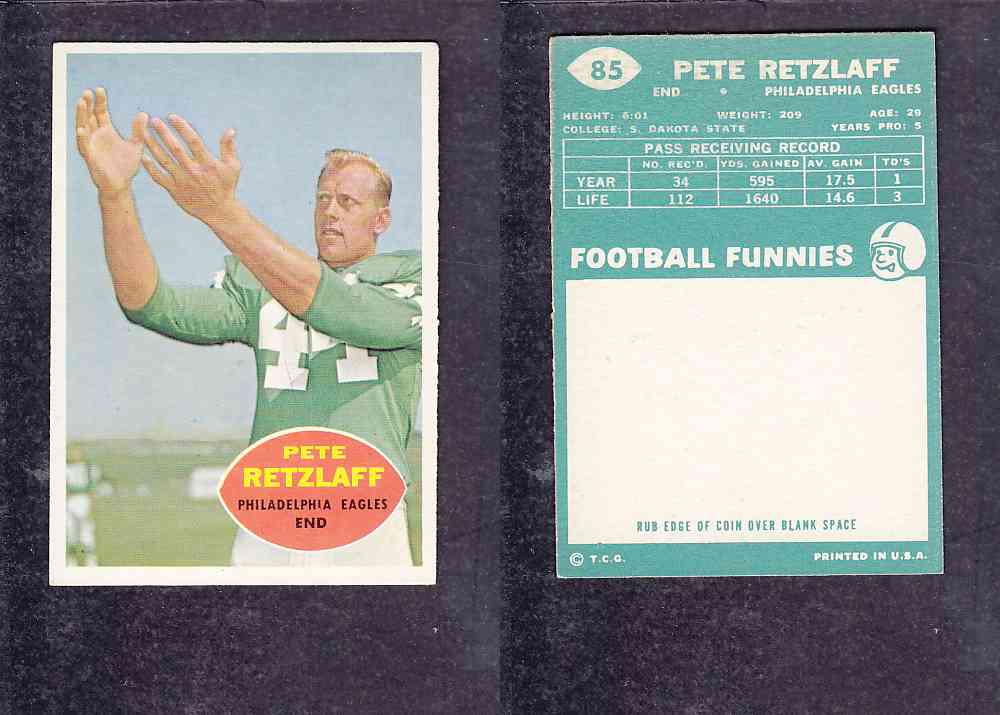 44
PETE
RETZLAFF
PHILADELPHIA EAGLES
END
85 PETE RETZLAFF
END • PHILADELPHIA EAGLES
HEIGHT: 6:01 WEIGHT: 209 AGE: 29
COLLEGE: S. DAKOTA STATE YEARS PRO: 5
PASS RECEIVING RECORD
NO. REC'D. YDS. GAINED AV. GAIN TD'S
YEAR 34 595 17.5 1
LIFE 112 1640 14.6 3
FOOTBALL FUNNIES
RUB EDGE OF COIN OVER BLANK SPACE
© T.C.G. PRINTED IN U.S.A.